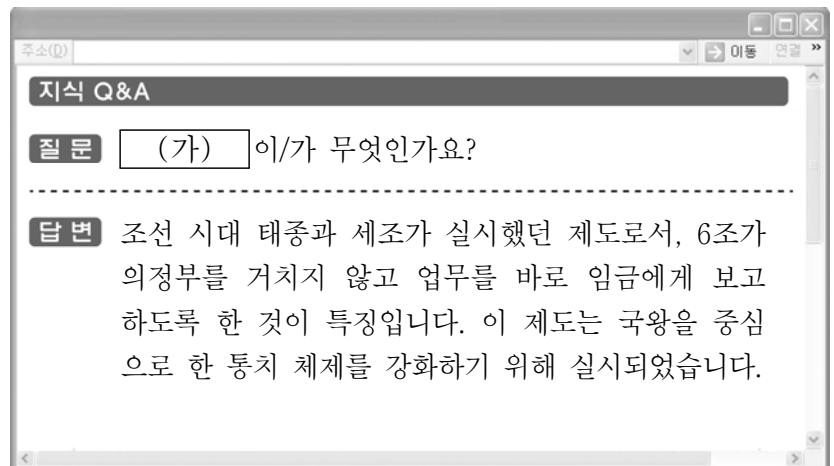 주소(D)
이동 연결 »
지식 Q&A
질문 (가) 이/가 무엇인가요?
답변 조선 시대 태종과 세조가 실시했던 제도로서, 6조가
의정부를 거치지 않고 업무를 바로 임금에게 보고
하도록 한 것이 특징입니다. 이 제도는 국왕을 중심
으로 한 통치 체제를 강화하기 위해 실시되었습니다.